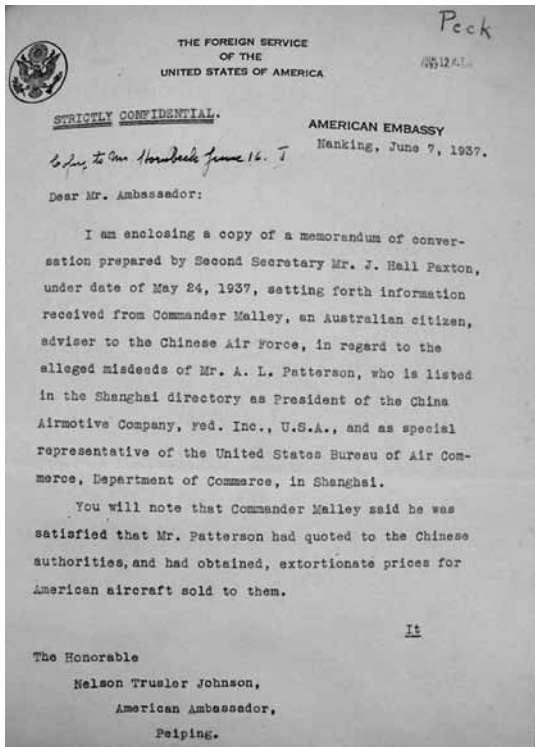 Peck
THE FOREIGN SERVICE
OF THE
UNITED STATES OF AMERICA
STRICTLY CONFIDENTIAL.
AMERICAN EMBASSY
Nanking, June 7, 1937.
Copy to Mr. Hornbeck June 16. J
Dear Mr. Ambassador:
I am enclosing a copy of a memorandum of conver-
sation prepared by Second Secretary Mr. J. Hall Paxton,
under date of May 24, 1937, setting forth information
received from Commander Malley, an Australian citizen,
adviser to the Chinese Air Force, in regard to the
alleged misdeeds of Mr. A. L. Patterson, who is listed
in the Shanghai directory as President of the China
Airmotive Company, Fed. Inc., U.S.A., and as special
representative of the United States Bureau of Air Com-
merce, Department of Commerce, in Shanghai.
You will note that Commander Malley said he was
satisfied that Mr. Patterson had quoted to the Chinese
authorities, and had obtained, extortionate prices for
American aircraft sold to them.
It
The Honorable
Nelson Trusler Johnson,
American Ambassador,
Peiping.